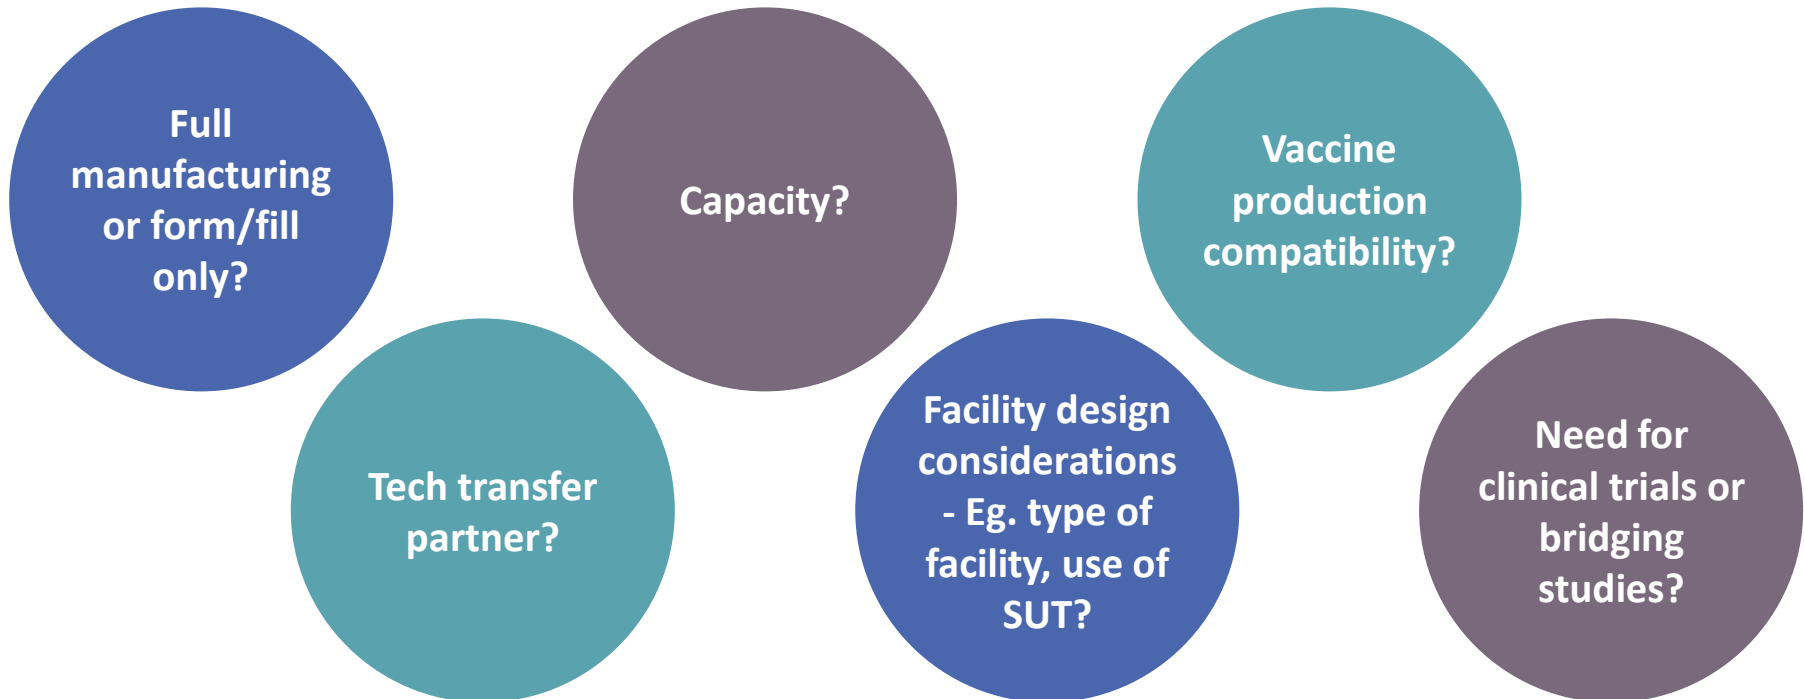 Full
manufacturing
or form/fill
only?
Tech transfer
partner?
Capacity?
Facility design
considerations
- Eg. type of
facility, use of
SUT?
Vaccine
production
compatibility?
Need for
clinical trials or
bridging
studies?